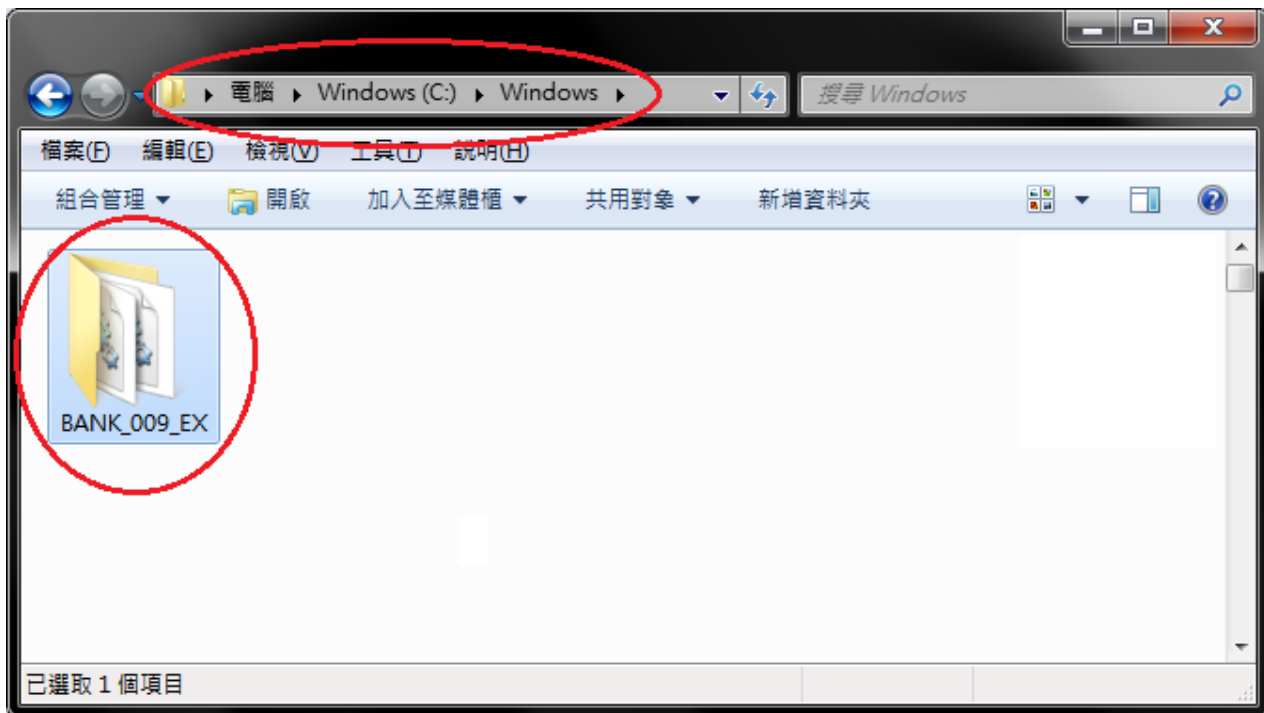 電腦 ▸ Windows (C:) ▸ Windows ▸ 搜尋 Windows
檔案(F) 編輯(E) 檢視(V) 工具(T) 說明(H)
組合管理 開啟 加入至媒體櫃 共用對象 新增資料夾
BANK_009_EX
已選取 1 個項目